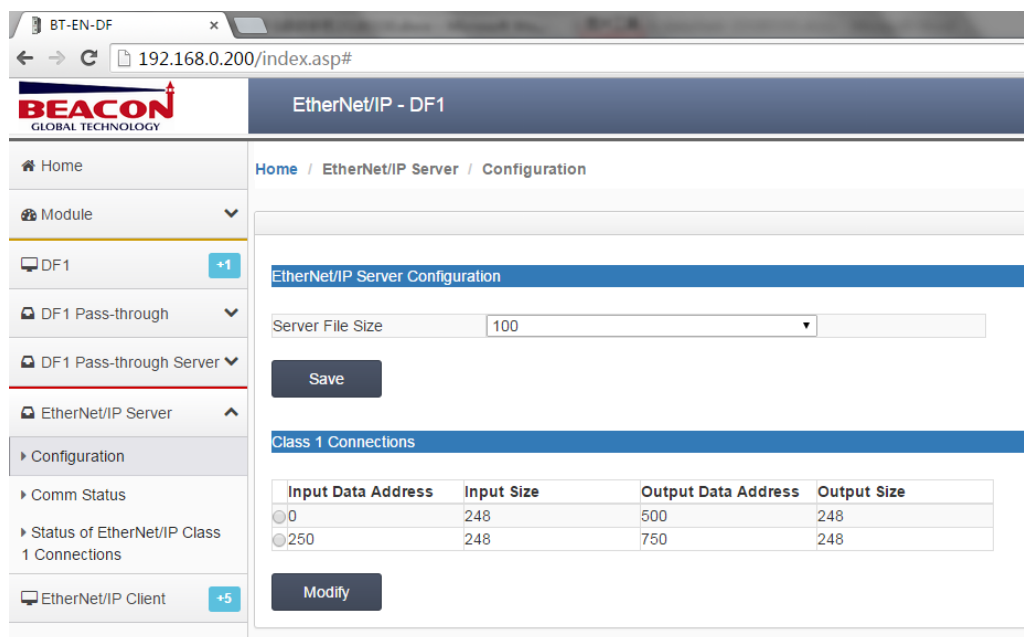 BT-EN-DF ×
192.168.0.200/index.asp#
BEACON
GLOBAL TECHNOLOGY
EtherNet/IP - DF1
Home
Module
DF1 +1
DF1 Pass-through
DF1 Pass-through Server
EtherNet/IP Server
Configuration
Comm Status
Status of EtherNet/IP Class
1 Connections
EtherNet/IP Client +5
Home / EtherNet/IP Server / Configuration
EtherNet/IP Server Configuration
Server File Size 100
Save
Class 1 Connections
Input Data Address Input Size Output Data Address Output Size
0 248 500 248
250 248 750 248
Modify